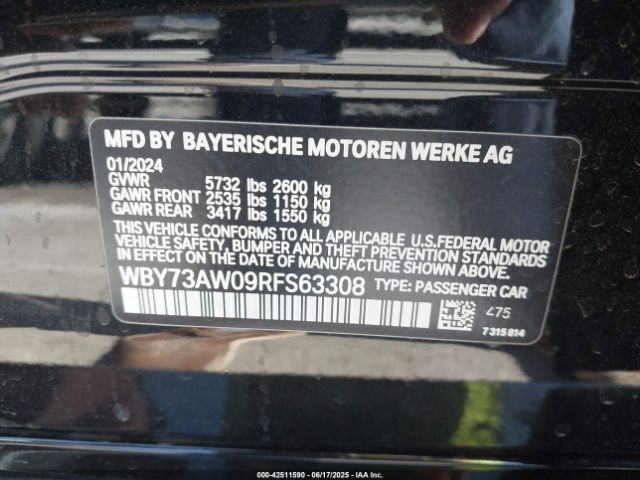 MFD BY BAYERISCHE MOTOREN WERKE AG
01/2024
GVWR 5732 lbs 2600 kg
GAWR FRONT 2535 lbs 1150 kg
GAWR REAR 3417 lbs 1550 kg
THIS VEHICLE CONFORMS TO ALL APPLICABLE U.S.FEDERAL MOTOR
VEHICLE SAFETY, BUMPER AND THEFT PREVENTION STANDARDS
IN EFFECT ON THE DATE OF MANUFACTURE SHOWN ABOVE.
WBY73AW09RFS63308 TYPE: PASSENGER CAR
475
7315814
000-42511590 - 06/17/2025 - IAAI.COM